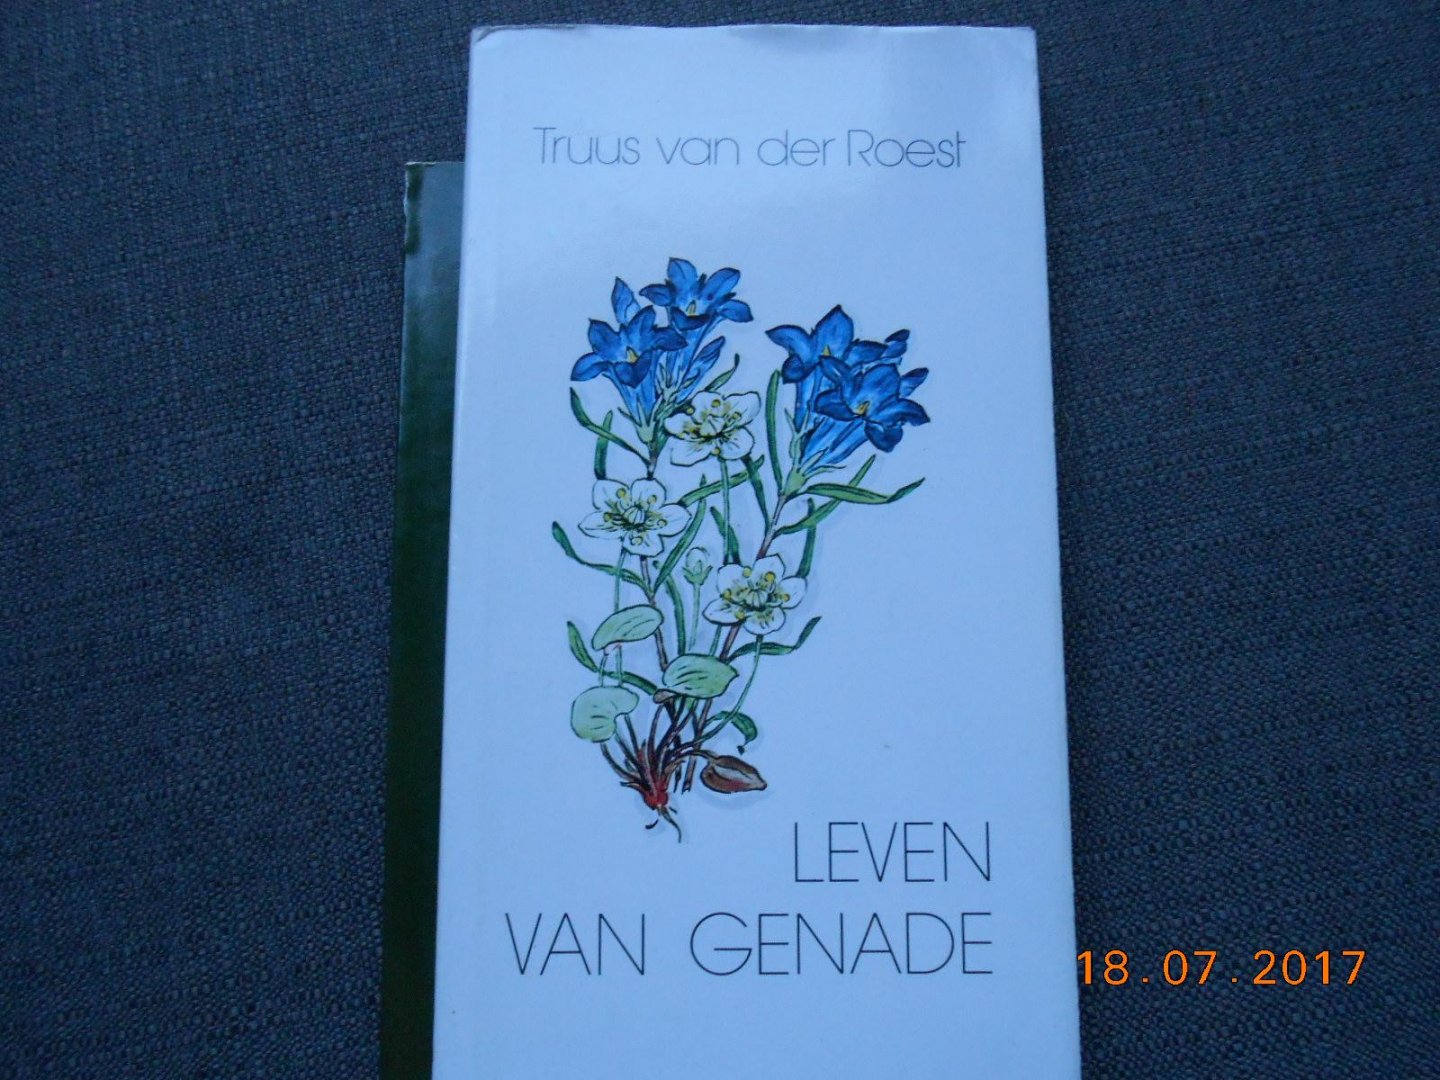 Truus van der Roest
LEVEN
VAN GENADE
18.07.2017